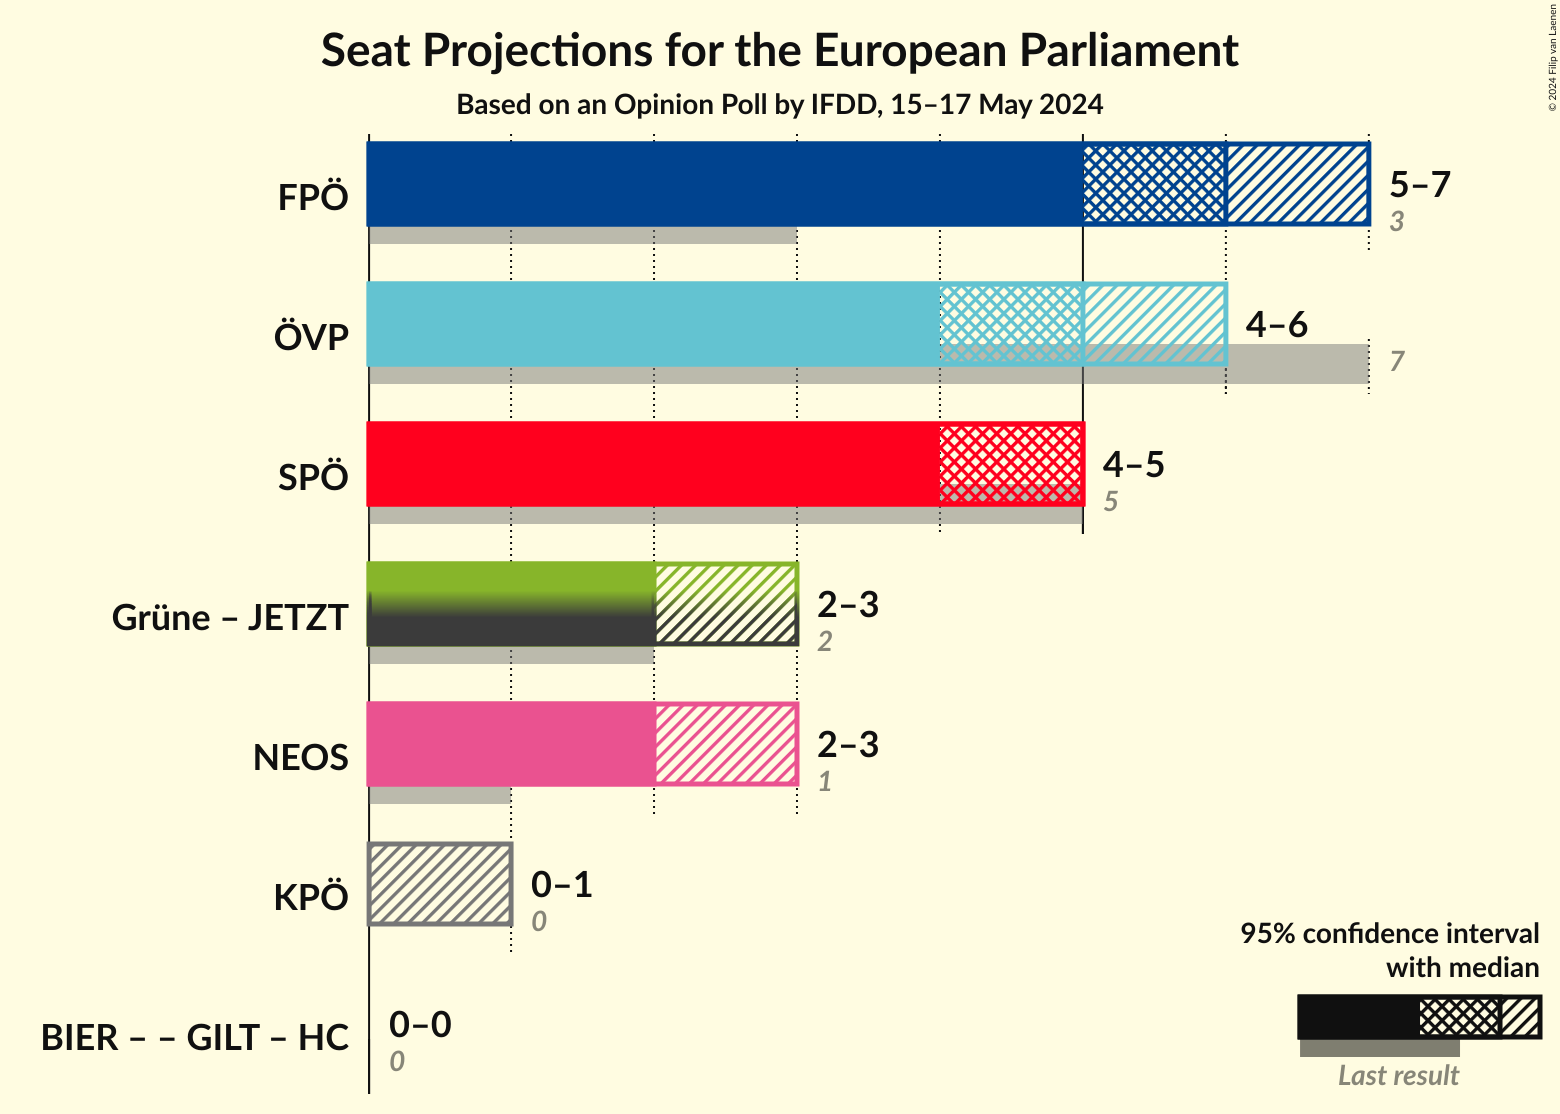 Seat Projections for the European Parliament
Based on an Opinion Poll by IFDD, 15–17 May 2024
© 2024 Filip van Laenen
FPÖ
5–7
3
ÖVP
4–6
7
SPÖ
4–5
5
Grüne – JETZT
2–3
2
NEOS
2–3
1
KPÖ
0–1
0
BIER – – GILT – HC
0–0
0
95% confidence interval
with median
Last result